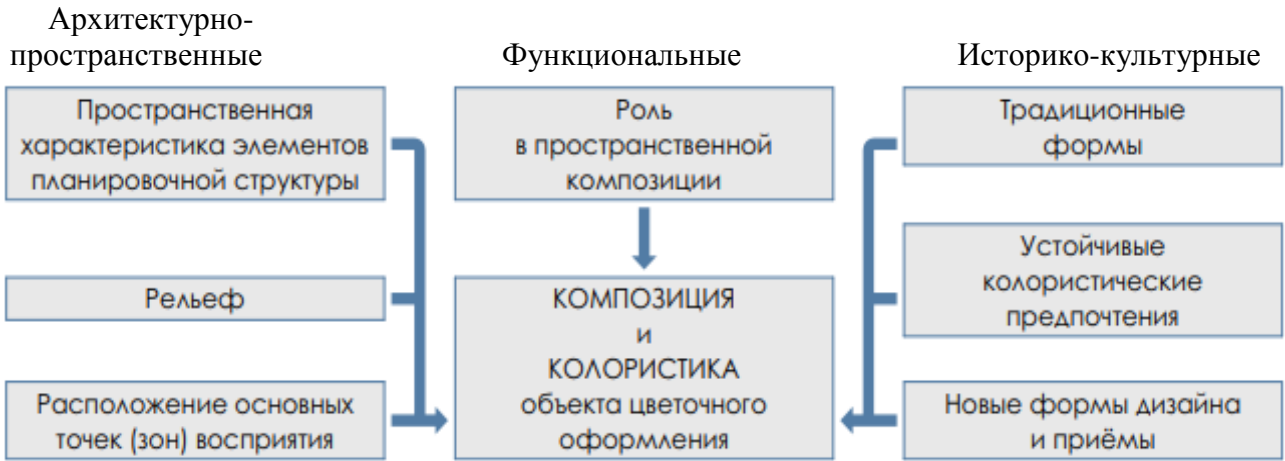 Архитектурно-
пространственные
Функциональные
Историко-культурные
Пространственная
характеристика элементов
планировочной структуры
Рельеф
Расположение основных
точек (зон) восприятия
Роль
в пространственной
композиции
КОМПОЗИЦИЯ
и
КОЛОРИСТИКА
объекта цветочного
оформления
Традиционные
формы
Устойчивые
колористические
предпочтения
Новые формы дизайна
и приёмы